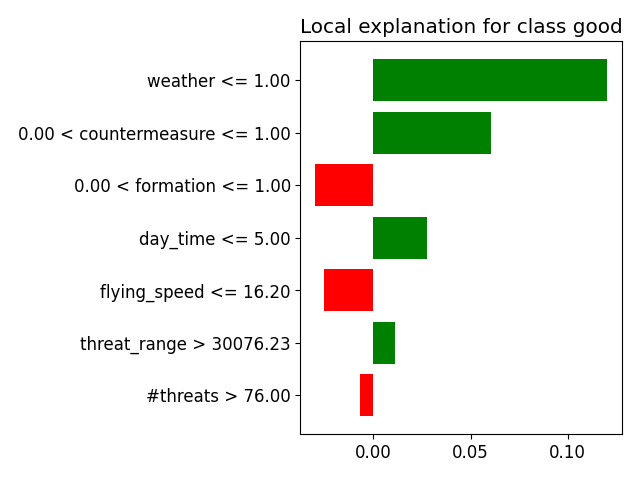 Local explanation for class good
weather <= 1.00
0.00 < countermeasure <= 1.00
0.00 < formation <= 1.00
day_time <= 5.00
flying_speed <= 16.20
threat_range > 30076.23
#threats > 76.00
0.00 0.05 0.10